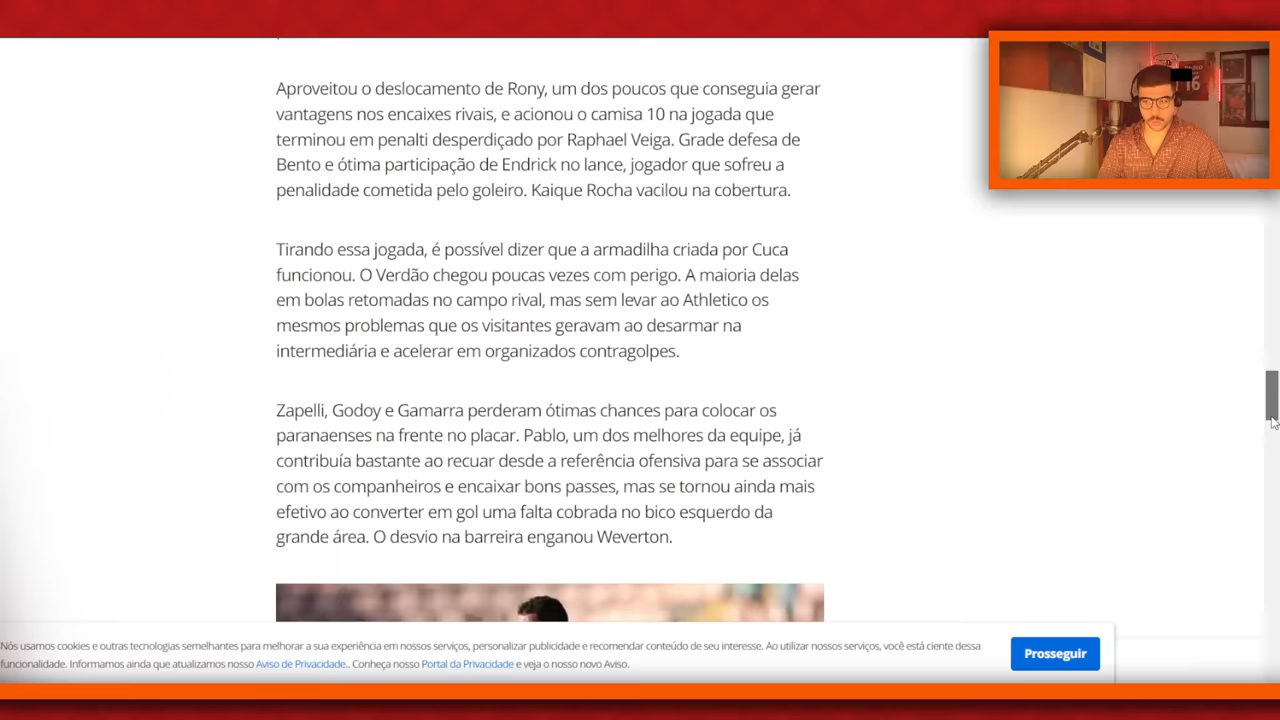 Aproveitou o deslocamento de Rony, um dos poucos que conseguia gerar
vantagens nos encaixes rivais, e acionou o camisa 10 na jogada que
terminou em penalti desperdiçado por Raphael Veiga. Grade defesa de
Bento e ótima participação de Endrick no lance, jogador que sofreu a
penalidade cometida pelo goleiro. Kaique Rocha vacilou na cobertura.
Tirando essa jogada, é possível dizer que a armadilha criada por Cuca
funcionou. O Verdão chegou poucas vezes com perigo. A maioria delas
em bolas retomadas no campo rival, mas sem levar ao Athletico os
mesmos problemas que os visitantes geravam ao desarmar na
intermediária e acelerar em organizados contragolpes.
Zapelli, Godoy e Gamarra perderam ótimas chances para colocar os
paranaenses na frente no placar. Pablo, um dos melhores da equipe, já
contribuía bastante ao recuar desde a referência ofensiva para se associar
com os companheiros e encaixar bons passes, mas se tornou ainda mais
efetivo ao converter em gol uma falta cobrada no bico esquerdo da
grande área. O desvio na barreira enganou Weverton.
Nós usamos cookies e outras tecnologias semelhantes para melhorar a sua experiência em nossos serviços, personalizar publicidade e recomendar conteúdo de seu interesse. Ao utilizar nossos serviços, você está ciente dessa
funcionalidade. Informamos ainda que atualizamos nosso Aviso de Privacidade.. Conheça nosso Portal da Privacidade e veja o nosso novo Aviso.
Prosseguir
16